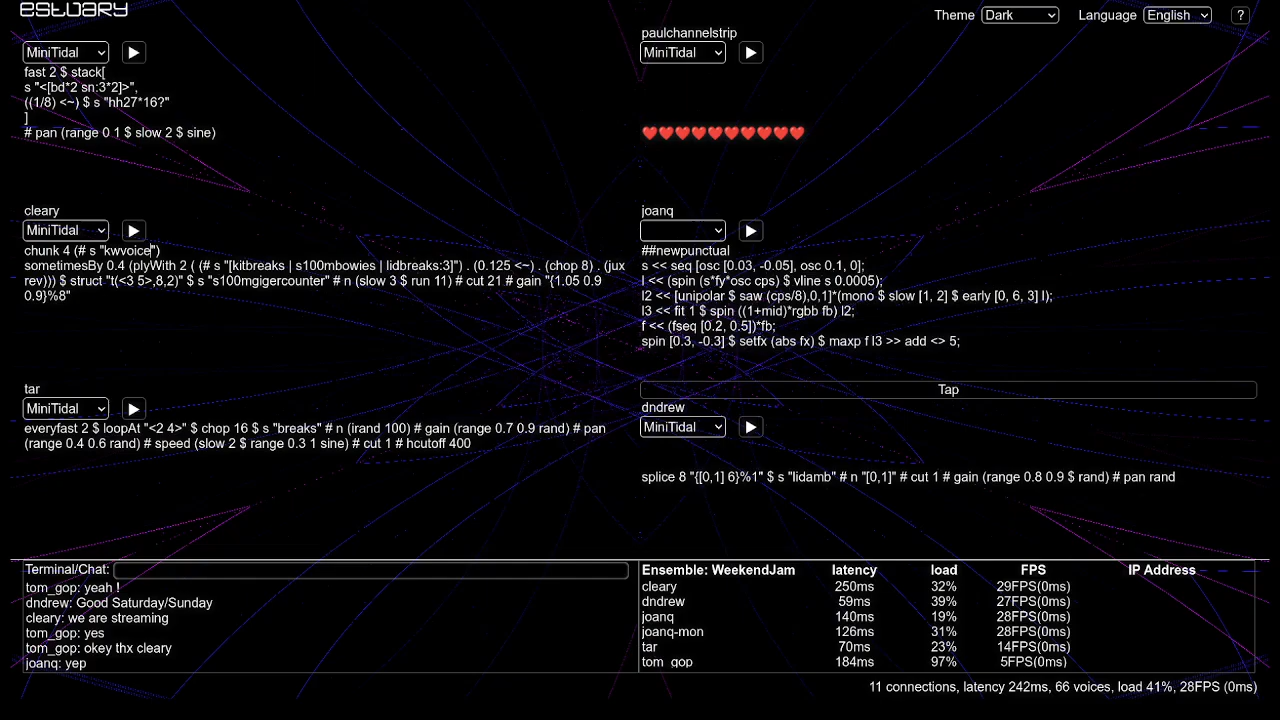 estuary
Theme Dark Language English ?
MiniTidal
fast 2 $ stack[
s "<[bd*2 sn:3*2]>",
((1/8) <~) $ s "hh27*16?"
]
# pan (range 0 1 $ slow 2 $ sine)
paulchannelstrip
MiniTidal
❤️❤️❤️❤️❤️❤️❤️❤️❤️❤️
cleary
MiniTidal
chunk 4 (# s "kwvoice")
sometimesBy 0.4 (plyWith 2 ( (# s "[kitbreaks | s100mbowies | lidbreaks:3]") . (0.125 <~) . (chop 8) . (jux
rev))) $ struct "t(<3 5>,8,2)" $ s "s100mgigercounter" # n (slow 3 $ run 11) # cut 21 # gain "{1.05 0.9
0.9}%8"
joanq
##newpunctual
s << seq [osc [0.03, -0.05], osc 0.1, 0];
l << (spin (s*fy*osc cps) $ vline s 0.0005);
l2 << [unipolar $ saw (cps/8),0,1]*(mono $ slow [1, 2] $ early [0, 6, 3] l);
l3 << fit 1 $ spin ((1+mid)*rgbb fb) l2;
f << (fseq [0.2, 0.5])*fb;
spin [0.3, -0.3] $ setfx (abs fx) $ maxp f l3 >> add <> 5;
tar
MiniTidal
everyfast 2 $ loopAt "<2 4>" $ chop 16 $ s "breaks" # n (irand 100) # gain (range 0.7 0.9 rand) # pan
(range 0.4 0.6 rand) # speed (slow 2 $ range 0.3 1 sine) # cut 1 # hcutoff 400
Tap
dndrew
MiniTidal
splice 8 "{[0,1] 6}%1" $ s "lidamb" # n "[0,1]" # cut 1 # gain (range 0.8 0.9 $ rand) # pan rand
Terminal/Chat:
tom_gop: yeah !
dndrew: Good Saturday/Sunday
cleary: we are streaming
tom_gop: yes
tom_gop: okey thx cleary
joanq: yep
Ensemble: WeekendJam latency load FPS IP Address
cleary 250ms 32% 29FPS(0ms)
dndrew 59ms 39% 27FPS(0ms)
joanq 140ms 19% 28FPS(0ms)
joanq-mon 126ms 31% 28FPS(0ms)
tar 70ms 23% 14FPS(0ms)
tom_gop 184ms 97% 5FPS(0ms)
11 connections, latency 242ms, 66 voices, load 41%, 28FPS (0ms)